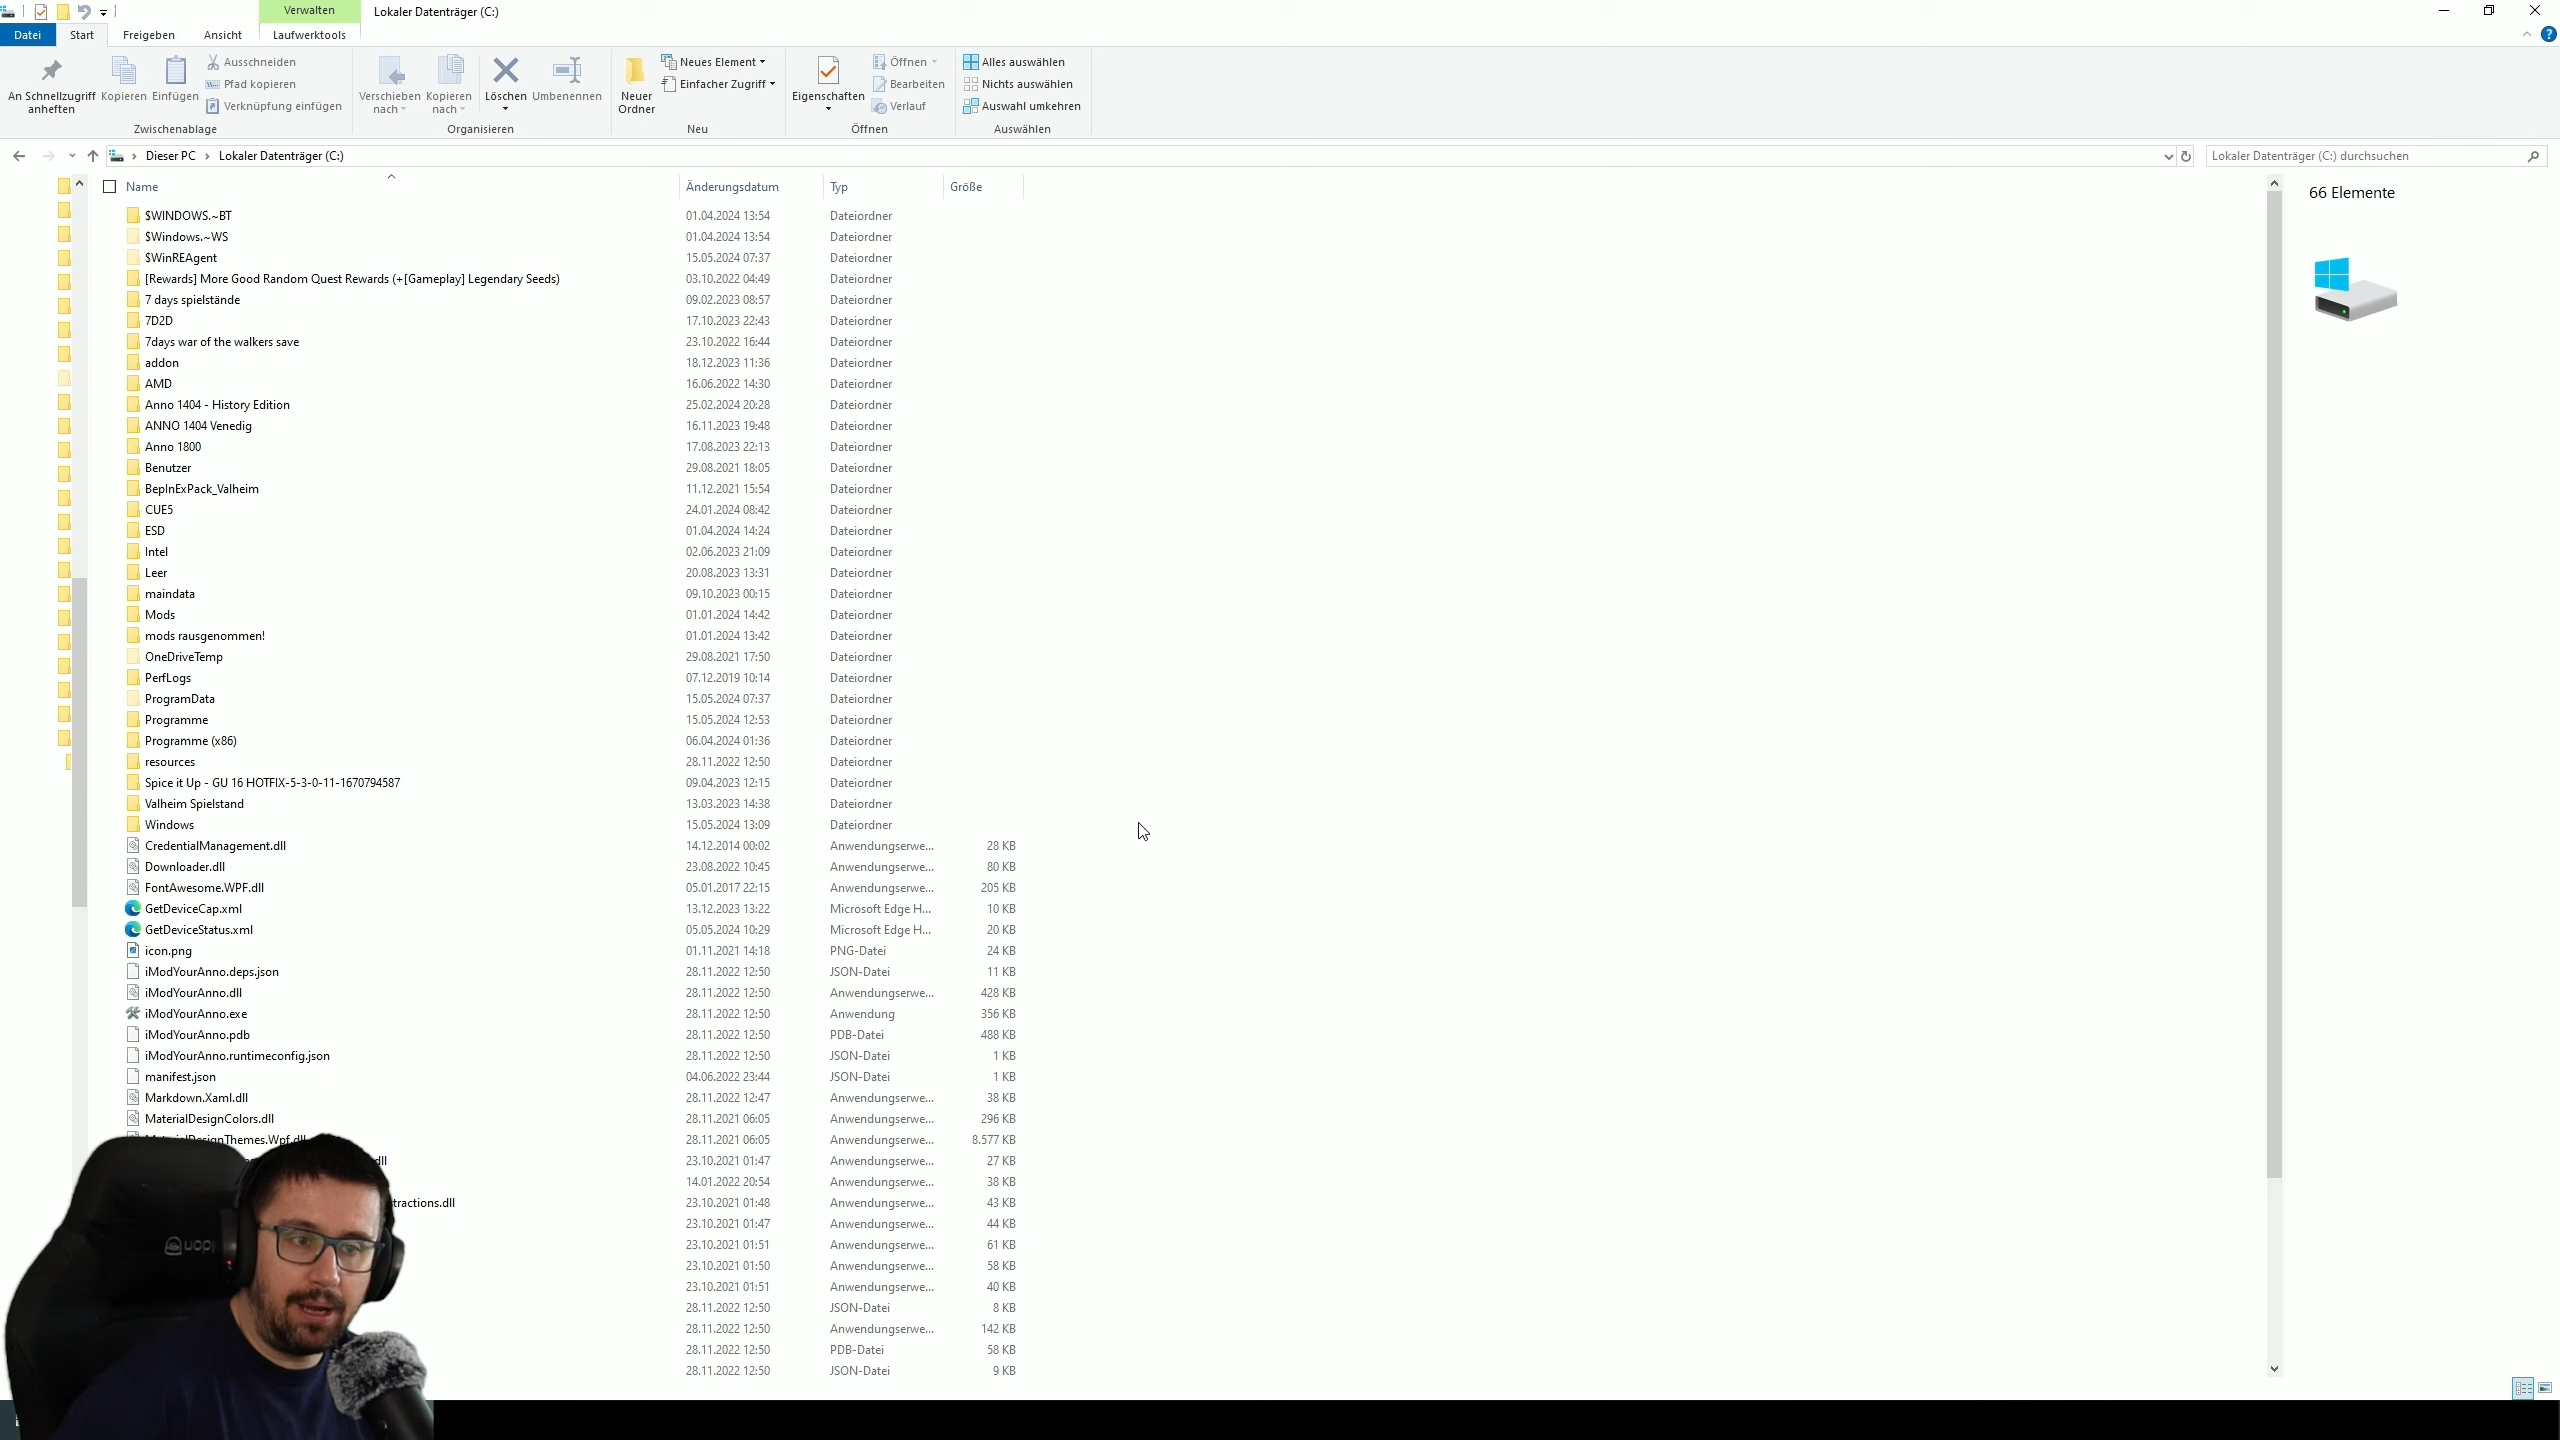 Verwalten
Lokaler Datenträger (C:)
Datei
Start
Freigeben
Ansicht
Laufwerktools
An Schnellzugriff anheften
Kopieren
Einfügen
Ausschneiden
Pfad kopieren
Verknüpfung einfügen
Zwischenablage
Verschieben nach
Kopieren nach
Löschen
Umbenennen
Organisieren
Neuer Ordner
Neues Element
Einfacher Zugriff
Neu
Eigenschaften
Öffnen
Bearbeiten
Verlauf
Öffnen
Alles auswählen
Nichts auswählen
Auswahl umkehren
Auswählen
Dieser PC > Lokaler Datenträger (C:)
Lokaler Datenträger (C:) durchsuchen
Name Änderungsdatum Typ Größe
66 Elemente
$WINDOWS.~BT 01.04.2024 13:54 Dateiordner
$Windows.~WS 01.04.2024 13:54 Dateiordner
$WinREAgent 15.05.2024 07:37 Dateiordner
[Rewards] More Good Random Quest Rewards (+[Gameplay] Legendary Seeds) 03.10.2022 04:49 Dateiordner
7 days spielstände 09.02.2023 08:57 Dateiordner
7D2D 17.10.2023 22:43 Dateiordner
7days war of the walkers save 23.10.2022 16:44 Dateiordner
addon 18.12.2023 11:36 Dateiordner
AMD 16.06.2022 14:30 Dateiordner
Anno 1404 - History Edition 25.02.2024 20:28 Dateiordner
ANNO 1404 Venedig 16.11.2023 19:48 Dateiordner
Anno 1800 17.08.2023 22:13 Dateiordner
Benutzer 29.08.2021 18:05 Dateiordner
BepInExPack_Valheim 11.12.2021 15:54 Dateiordner
CUE5 24.01.2024 08:42 Dateiordner
ESD 01.04.2024 14:24 Dateiordner
Intel 02.06.2023 21:09 Dateiordner
Leer 20.08.2023 13:31 Dateiordner
maindata 09.10.2023 00:15 Dateiordner
Mods 01.01.2024 14:42 Dateiordner
mods rausgenommen! 01.01.2024 13:42 Dateiordner
OneDriveTemp 29.08.2021 17:50 Dateiordner
PerfLogs 07.12.2019 10:14 Dateiordner
ProgramData 15.05.2024 07:37 Dateiordner
Programme 15.05.2024 12:53 Dateiordner
Programme (x86) 06.04.2024 01:36 Dateiordner
resources 28.11.2022 12:50 Dateiordner
Spice it Up - GU 16 HOTFIX-5-3-0-11-1670794587 09.04.2023 12:15 Dateiordner
Valheim Spielstand 13.03.2023 14:38 Dateiordner
Windows 15.05.2024 13:09 Dateiordner
CredentialManagement.dll 14.12.2014 00:02 Anwendungserwe... 28 KB
Downloader.dll 23.08.2022 10:45 Anwendungserwe... 80 KB
FontAwesome.WPF.dll 05.01.2017 22:15 Anwendungserwe... 205 KB
GetDeviceCap.xml 13.12.2023 13:22 Microsoft Edge H... 10 KB
GetDeviceStatus.xml 05.05.2024 10:29 Microsoft Edge H... 20 KB
icon.png 01.11.2021 14:18 PNG-Datei 24 KB
iModYourAnno.deps.json 28.11.2022 12:50 JSON-Datei 11 KB
iModYourAnno.dll 28.11.2022 12:50 Anwendungserwe... 428 KB
iModYourAnno.exe 28.11.2022 12:50 Anwendung 356 KB
iModYourAnno.pdb 28.11.2022 12:50 PDB-Datei 488 KB
iModYourAnno.runtimeconfig.json 28.11.2022 12:50 JSON-Datei 1 KB
manifest.json 04.06.2022 23:44 JSON-Datei 1 KB
Markdown.Xaml.dll 28.11.2022 12:47 Anwendungserwe... 38 KB
MaterialDesignColors.dll 28.11.2021 06:05 Anwendungserwe... 296 KB
MaterialDesignThemes.Wpf.dll 28.11.2021 06:05 Anwendungserwe... 8.577 KB
dll 23.10.2021 01:47 Anwendungserwe... 27 KB
14.01.2022 20:54 Anwendungserwe... 38 KB
tractions.dll 23.10.2021 01:48 Anwendungserwe... 43 KB
23.10.2021 01:47 Anwendungserwe... 44 KB
23.10.2021 01:51 Anwendungserwe... 61 KB
23.10.2021 01:50 Anwendungserwe... 58 KB
23.10.2021 01:51 Anwendungserwe... 40 KB
28.11.2022 12:50 JSON-Datei 8 KB
28.11.2022 12:50 Anwendungserwe... 142 KB
28.11.2022 12:50 PDB-Datei 58 KB
28.11.2022 12:50 JSON-Datei 9 KB